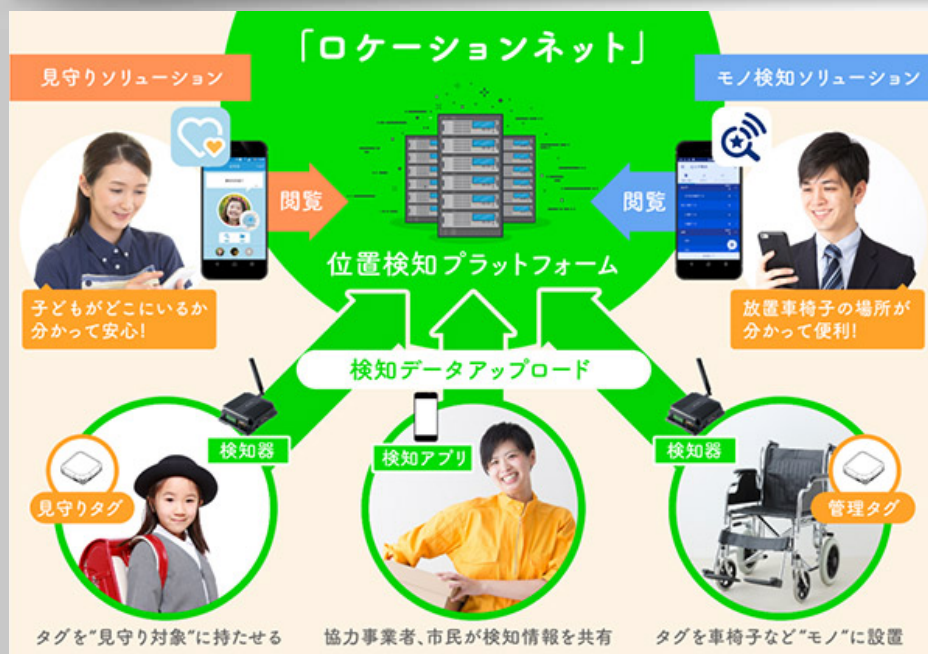 「ロケーションネット」
見守りソリューション
モノ検知ソリューション
閲覧
閲覧
位置検知プラットフォーム
子どもがどこにいるか
分かって安心!
放置車椅子の場所が
分かって便利!
検知データアップロード
検知器
検知アプリ
検知器
見守りタグ
管理タグ
タグを“見守り対象”に持たせる
協力事業者、市民が検知情報を共有
タグを車椅子など“モノ”に設置